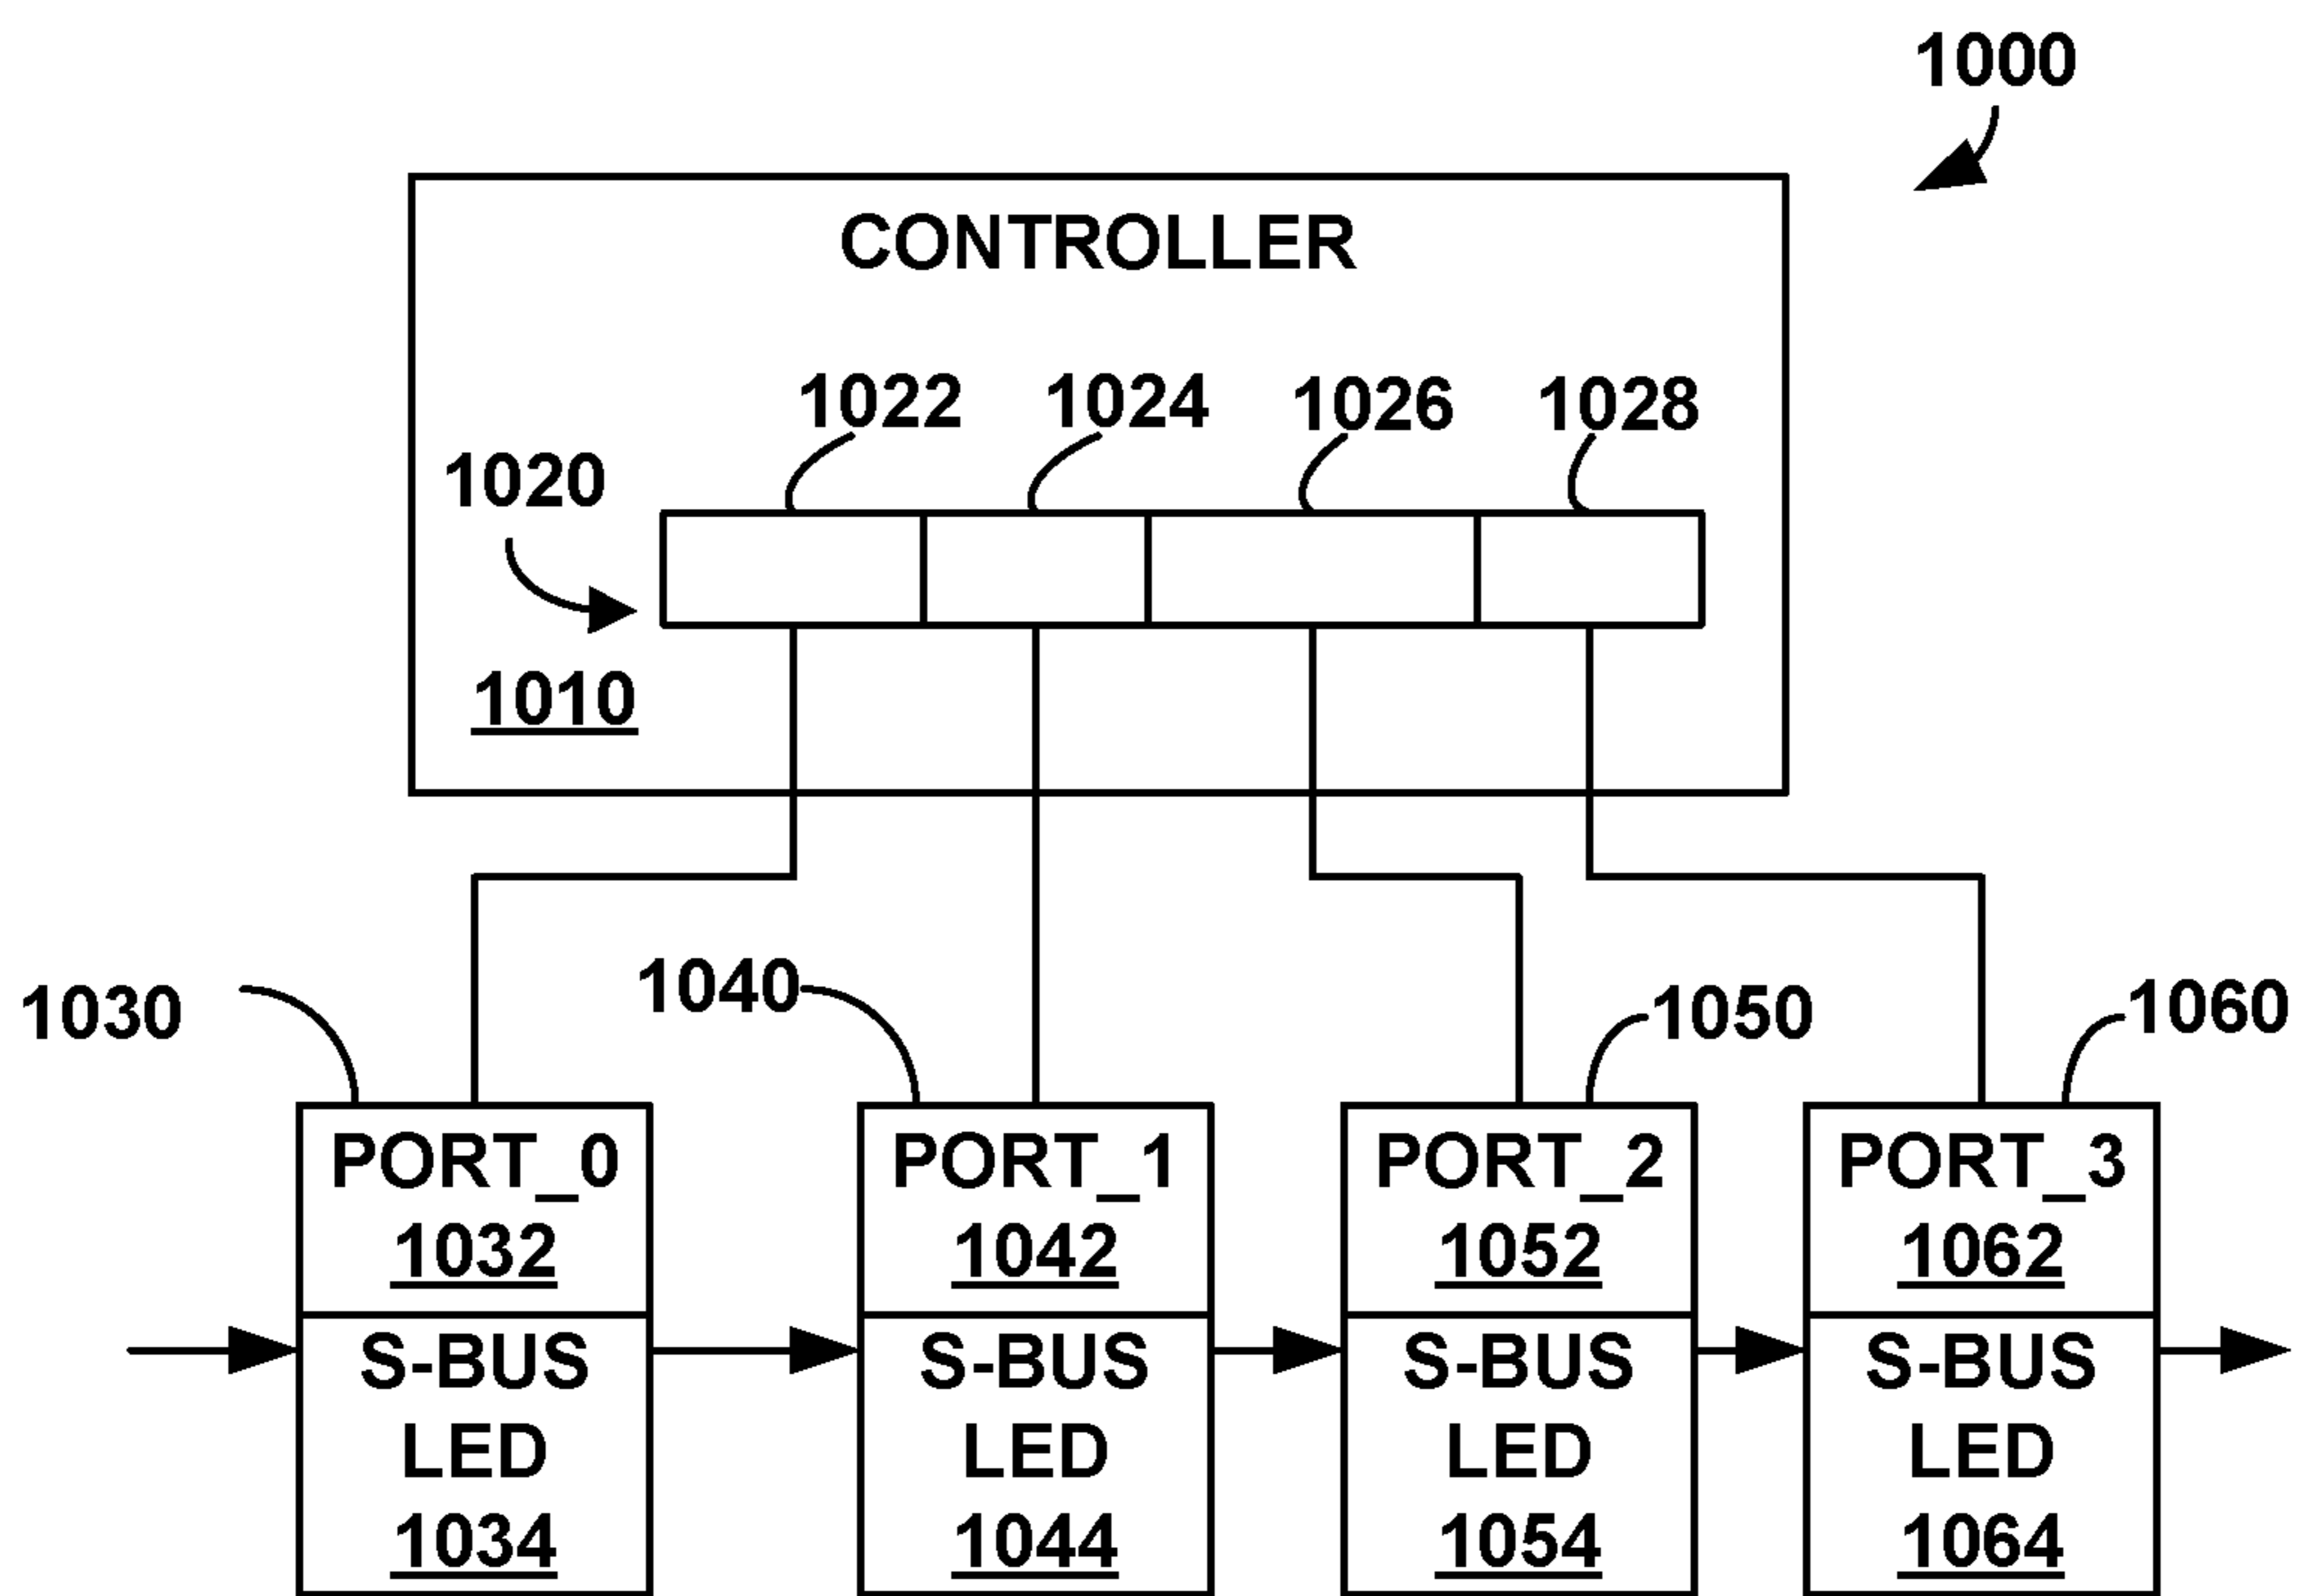 1000
CONTROLLER
1022 1024 1026 1028
1020
1010
1030 1040 1050 1060
PORT_0 PORT_1 PORT_2 PORT_3
1032 1042 1052 1062
S-BUS S-BUS S-BUS S-BUS
LED LED LED LED
1034 1044 1054 1064